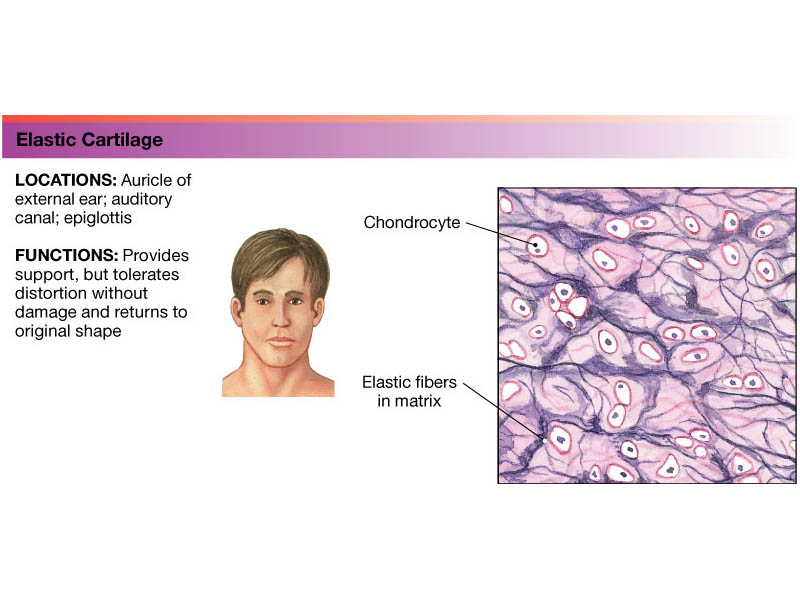 Elastic Cartilage
LOCATIONS: Auricle of
external ear; auditory
canal; epiglottis
FUNCTIONS: Provides
support, but tolerates
distortion without
damage and returns to
original shape
Chondrocyte
Elastic fibers
in matrix